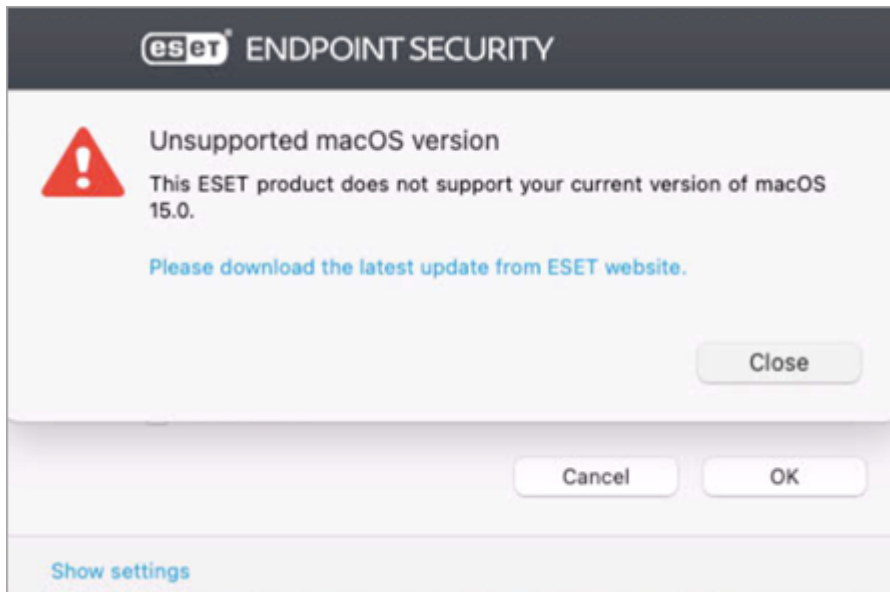 eset ENDPOINT SECURITY
Unsupported macOS version
This ESET product does not support your current version of macOS
15.0.
Please download the latest update from ESET website.
Close
Cancel OK
Show settings